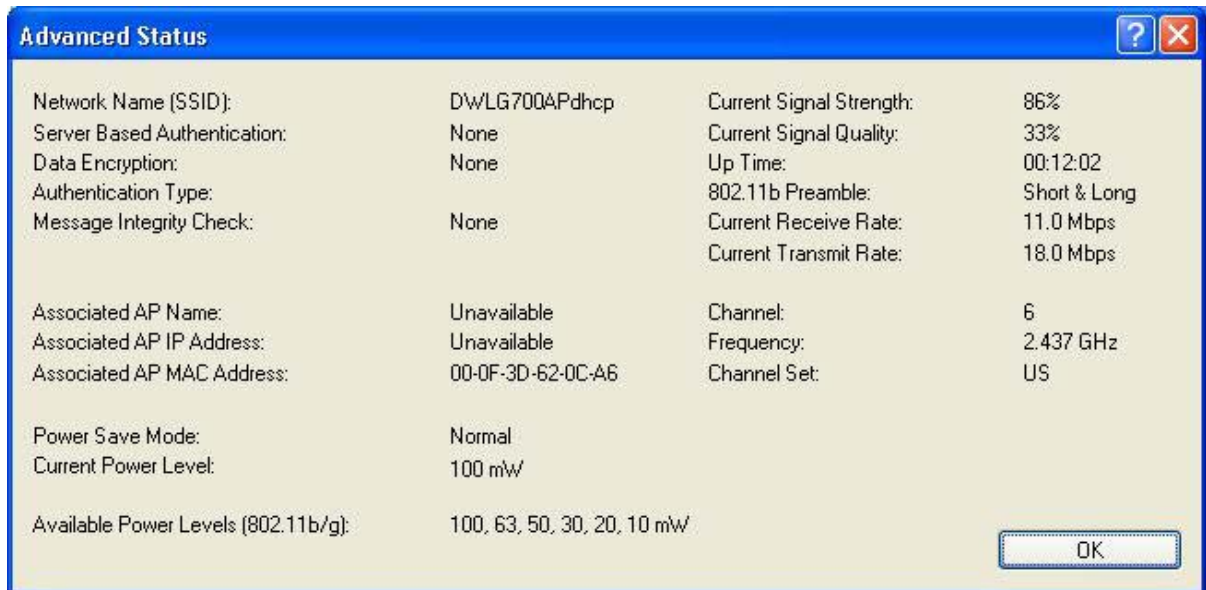 Advanced Status
Network Name (SSID): DWLG700APdhcp Current Signal Strength: 86%
Server Based Authentication: None Current Signal Quality: 33%
Data Encryption: None Up Time: 00:12:02
Authentication Type: 802.11b Preamble: Short & Long
Message Integrity Check: None Current Receive Rate: 11.0 Mbps
Current Transmit Rate: 18.0 Mbps
Associated AP Name: Unavailable Channel: 6
Associated AP IP Address: Unavailable Frequency: 2.437 GHz
Associated AP MAC Address: 00-0F-3D-62-0C-A6 Channel Set: US
Power Save Mode: Normal
Current Power Level: 100 mW
Available Power Levels (802.11b/g): 100, 63, 50, 30, 20, 10 mW
OK